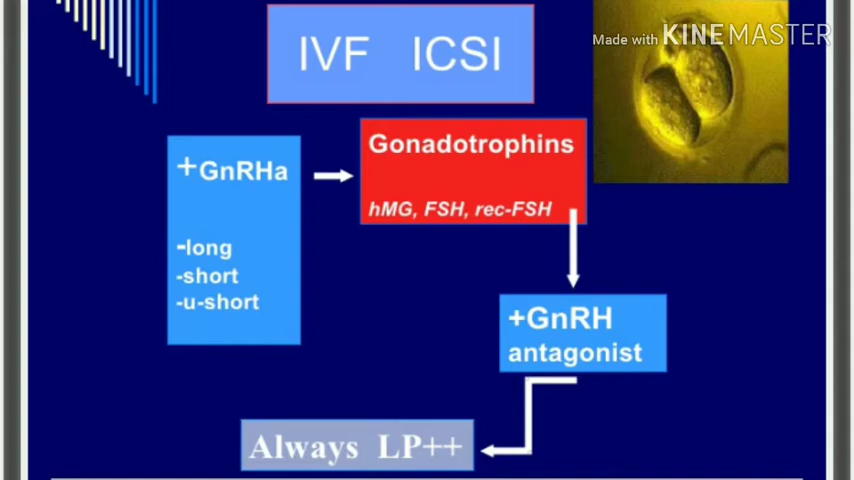 IVF ICSI
Made with KINEMASTER
+GnRHa
-long
-short
-u-short
Gonadotrophins
hMG, FSH, rec-FSH
+GnRH
antagonist
Always LP++